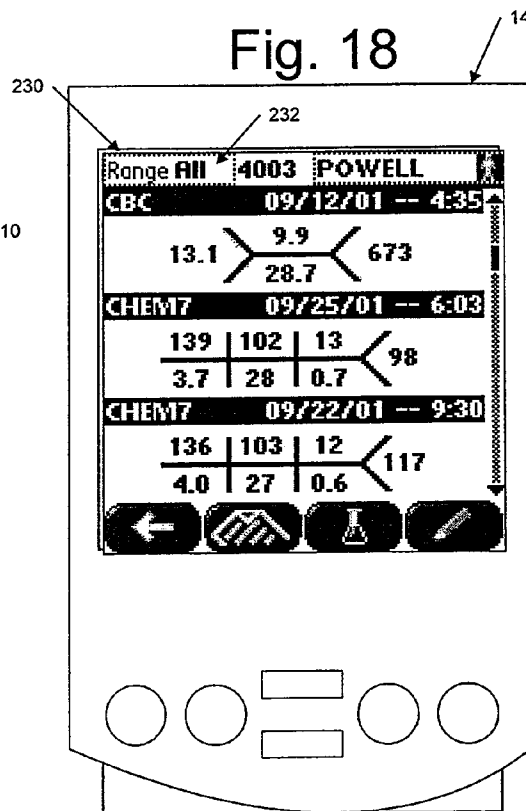 Fig. 18
14
230
232
10
Range All 4003 POWELL
CBC 09/12/01 -- 4:35
9.9
13.1 673
28.7
CHEM7 09/25/01 -- 6:03
139 102 13
98
3.7 28 0.7
CHEM7 09/22/01 -- 9:30
136 103 12
117
4.0 27 0.6